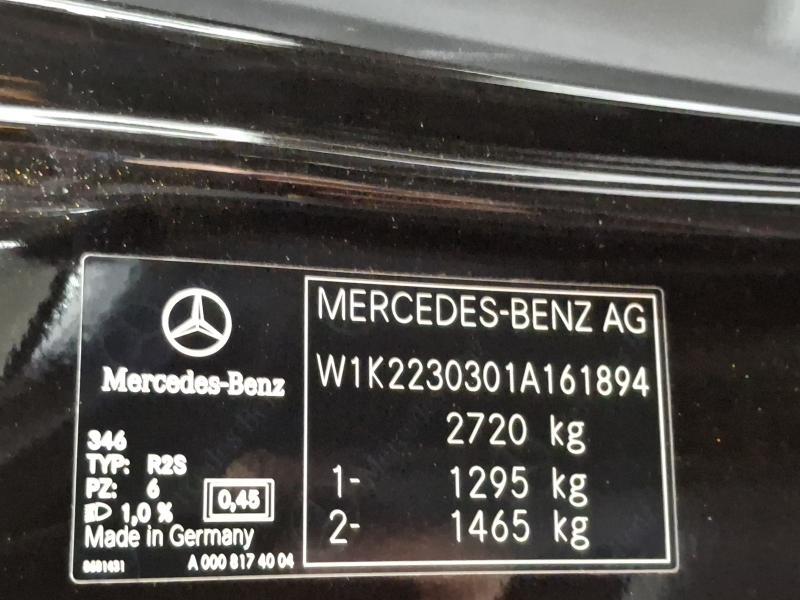 Mercedes-Benz
346
TYP: R2S
PZ: 6
1,0 %
0,45
Made in Germany
A 000 817 40 04
MERCEDES-BENZ AG
W1K2230301A161894
2720 kg
1- 1295 kg
2- 1465 kg